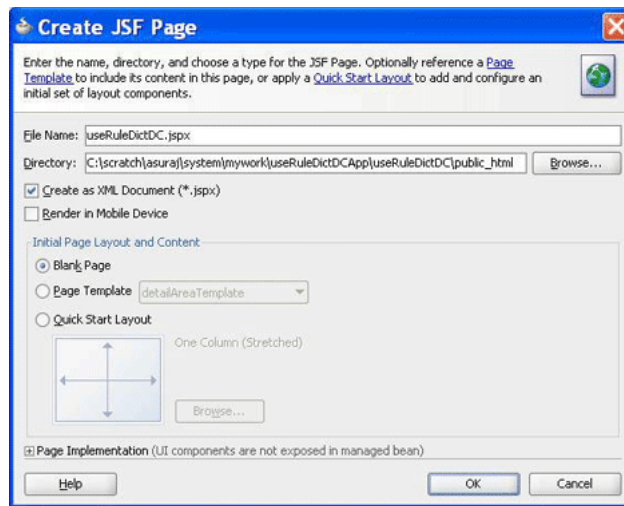 Create JSF Page
Enter the name, directory, and choose a type for the JSF Page. Optionally reference a Page
Template to include its content in this page, or apply a Quick Start Layout to add and configure an
initial set of layout components.
File Name: useRuleDictDC.jspx
Directory: C:\scratch\asuraj\system\mywork\useRuleDictDCApp\useRuleDictDC\public_html Browse...
Create as XML Document (*.jspx)
Render in Mobile Device
Initial Page Layout and Content
Blank Page
Page Template detailAreaTemplate
Quick Start Layout
One Column (Stretched)
Browse...
Page Implementation (UI components are not exposed in managed bean)
Help OK Cancel